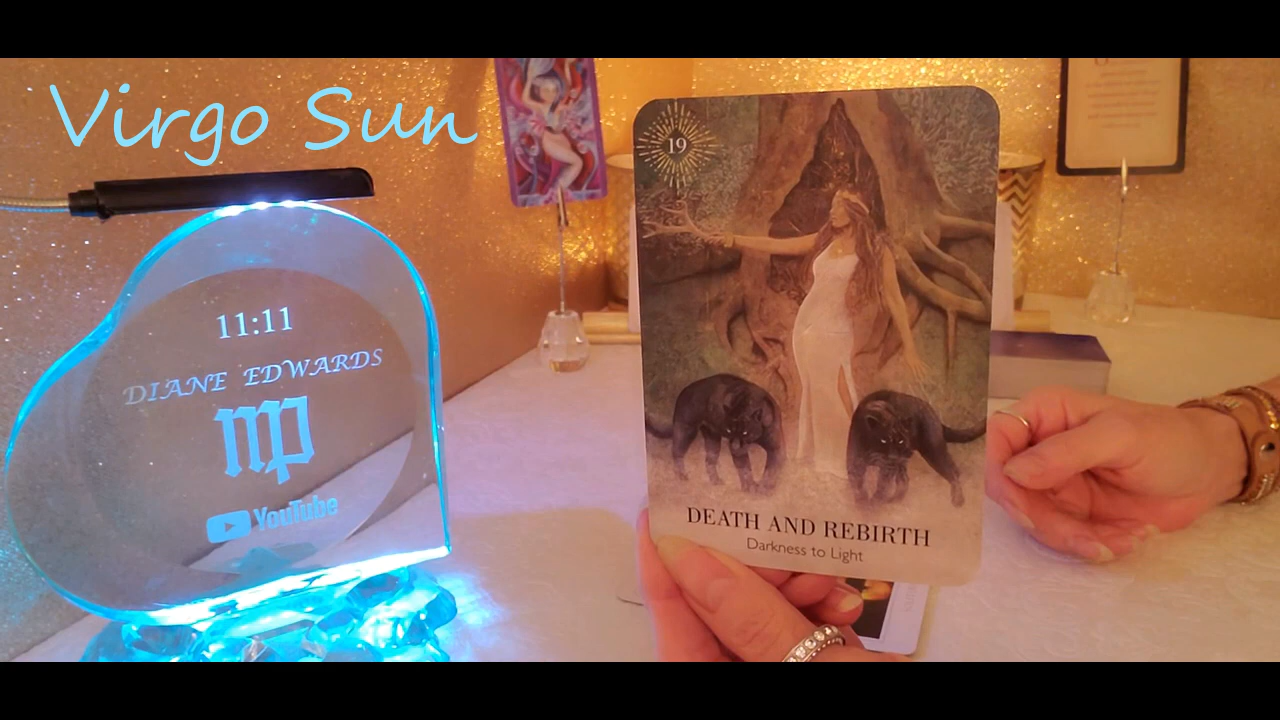 Virgo Sun
11:11
DIANE EDWARDS
♍
YouTube
19
DEATH AND REBIRTH
Darkness to Light